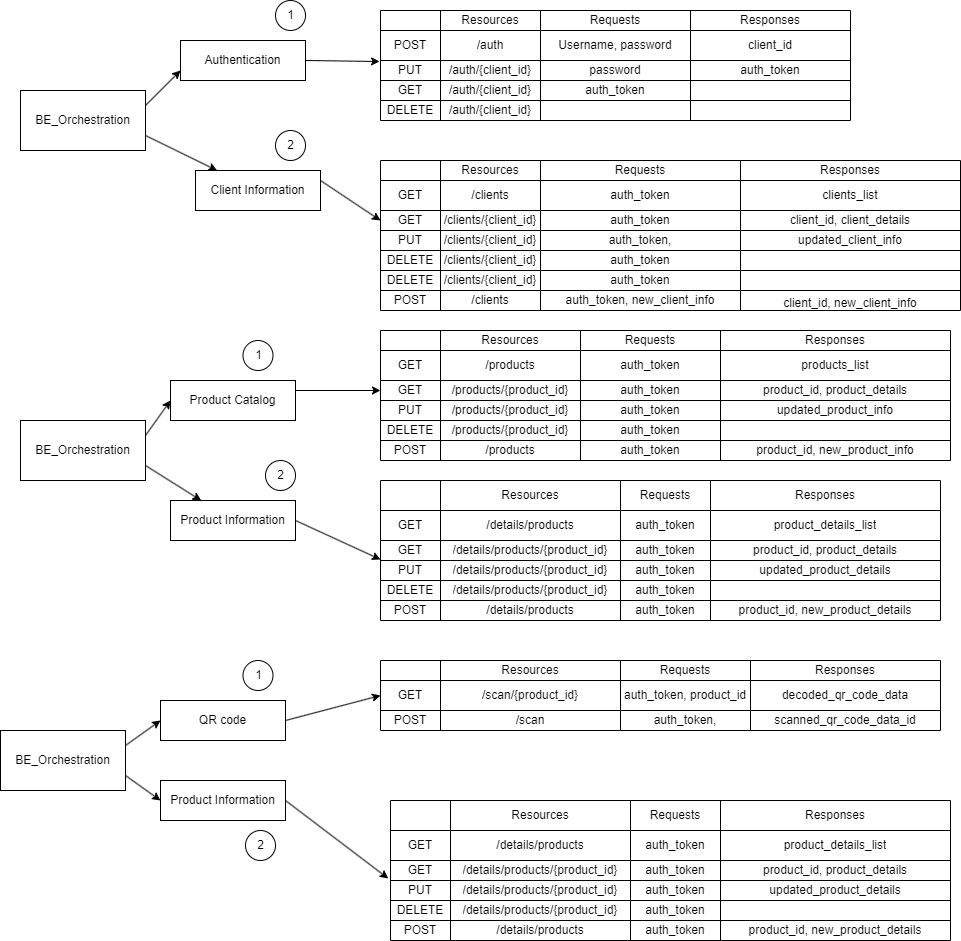 1
Resources Requests Responses
POST /auth Username, password client_id
Authentication
PUT /auth/{client_id} password auth_token
GET /auth/{client_id} auth_token
DELETE /auth/{client_id}
BE_Orchestration
2
Resources Requests Responses
Client Information
GET /clients auth_token clients_list
GET /clients/{client_id} auth_token client_id, client_details
PUT /clients/{client_id} auth_token, updated_client_info
DELETE /clients/{client_id} auth_token
DELETE /clients/{client_id} auth_token
POST /clients auth_token, new_client_info client_id, new_client_info
Resources Requests Responses
1
GET /products auth_token products_list
Product Catalog
GET /products/{product_id} auth_token product_id, product_details
PUT /products/{product_id} auth_token updated_product_info
DELETE /products/{product_id} auth_token
POST /products auth_token product_id, new_product_info
BE_Orchestration
2
Resources Requests Responses
Product Information
GET /details/products auth_token product_details_list
GET /details/products/{product_id} auth_token product_id, product_details
PUT /details/products/{product_id} auth_token updated_product_details
DELETE /details/products/{product_id} auth_token
POST /details/products auth_token product_id, new_product_details
1
Resources Requests Responses
GET /scan/{product_id} auth_token, product_id decoded_qr_code_data
QR code
POST /scan auth_token, scanned_qr_code_data_id
BE_Orchestration
Product Information
2
Resources Requests Responses
GET /details/products auth_token product_details_list
GET /details/products/{product_id} auth_token product_id, product_details
PUT /details/products/{product_id} auth_token updated_product_details
DELETE /details/products/{product_id} auth_token
POST /details/products auth_token product_id, new_product_details